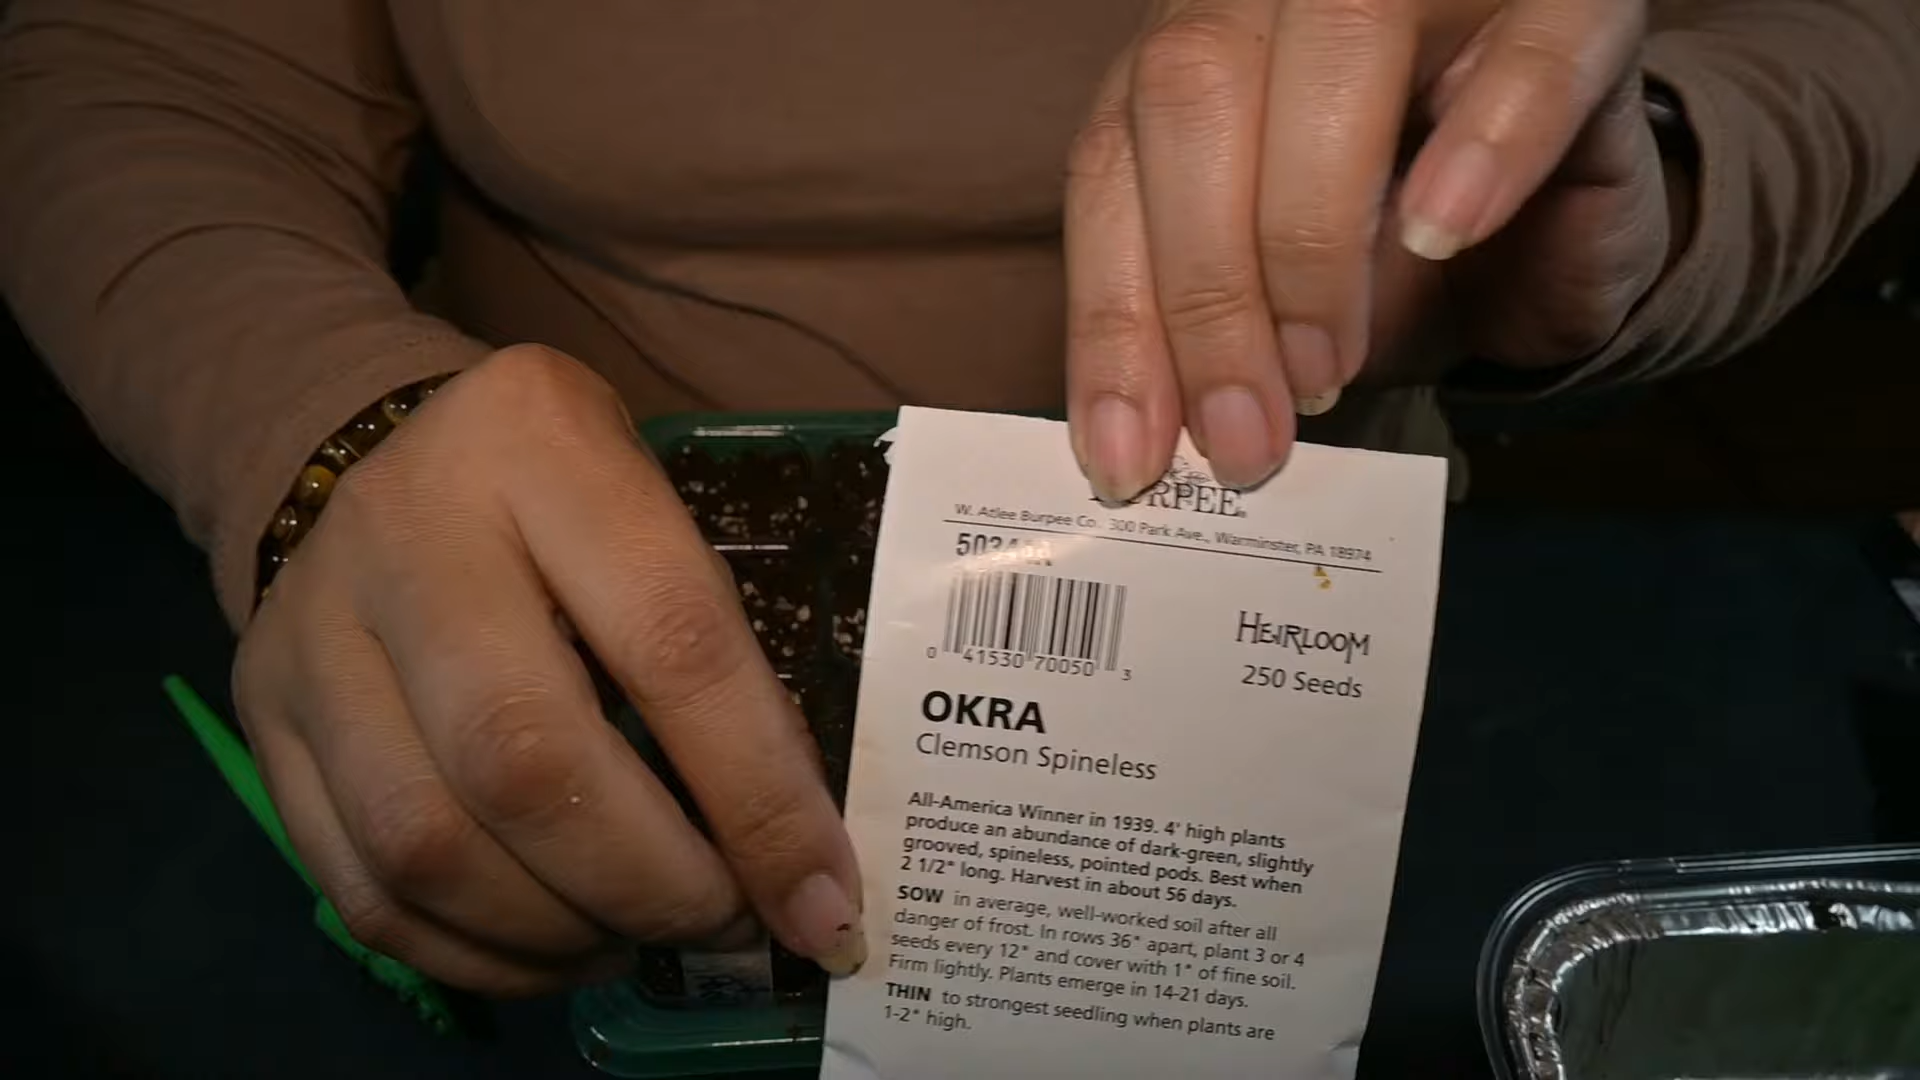 BURPEE
W. Atlee Burpee Co. 300 Park Ave., Warminster, PA 18974
0 41530 70050 3
HEIRLOOM
250 Seeds
OKRA
Clemson Spineless
All-America Winner in 1939. 4' high plants
produce an abundance of dark-green, slightly
grooved, spineless, pointed pods. Best when
2 1/2" long. Harvest in about 56 days.
SOW in average, well-worked soil after all
danger of frost. In rows 36" apart, plant 3 or 4
seeds every 12" and cover with 1" of fine soil.
Firm lightly. Plants emerge in 14-21 days.
THIN to strongest seedling when plants are
1-2" high.